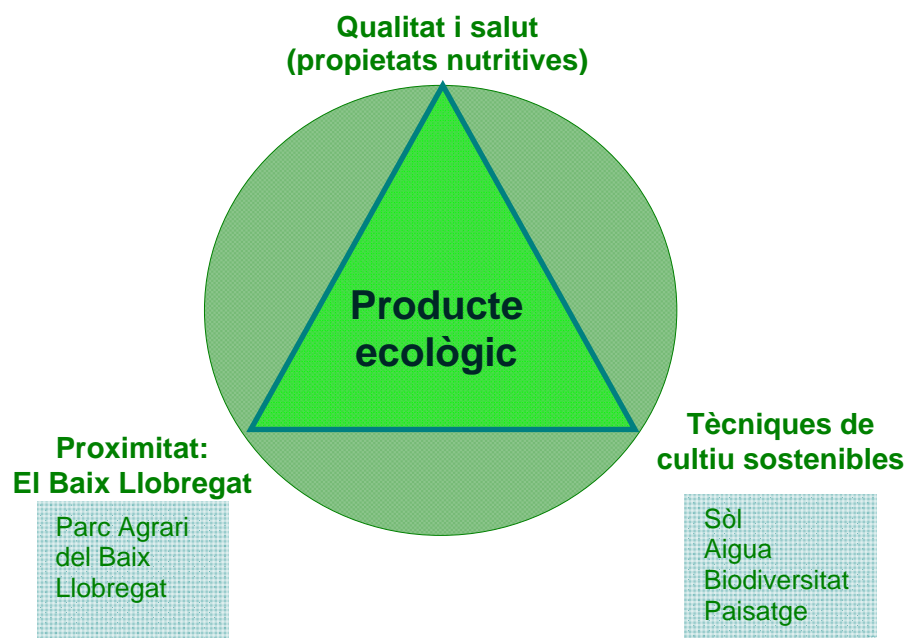 Qualitat i salut
(propietats nutritives)
Producte
ecològic
Proximitat:
El Baix Llobregat
Parc Agrari
del Baix
Llobregat
Tècniques de
cultiu sostenibles
Sòl
Aigua
Biodiversitat
Paisatge